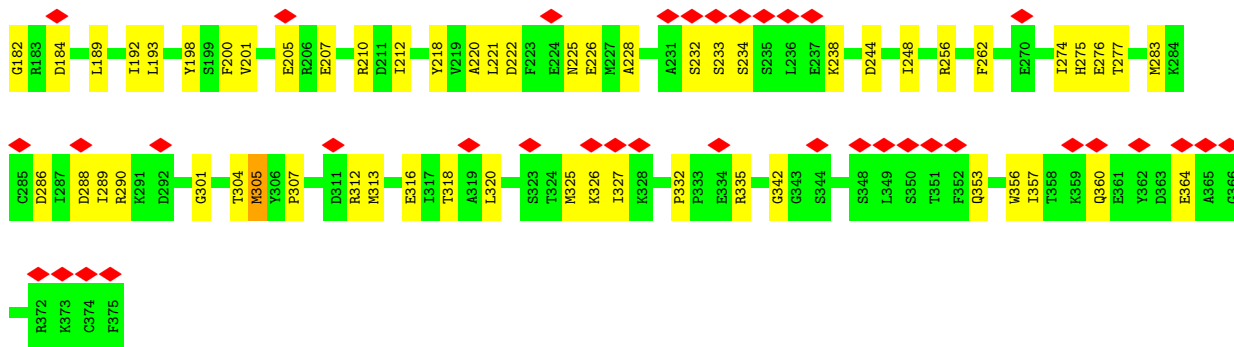 G182 R183 D184 L189 I192 L193 Y198 S199 F200 V201 E205 R206 E207 R210 D211 I212 Y218 V219 A220 L221 D222 F223 E224 N225 E226 M227 A228 A231 S232 S233 S234 S235 L236 E237 K238 D244 I248 R256 F262 E270 I274 H275 E276 T277 M283 K284
C285 D286 I287 D288 I289 R290 K291 D292 G301 T304 M305 Y306 P307 D311 R312 M313 E316 I317 T318 A319 L320 S323 T324 M325 K326 I327 K328 P332 P333 E334 R335 G342 G343 S344 S348 L349 S350 T351 F352 Q353 W356 I357 T358 K359 Q360 E361 Y362 D363 E364 A365 G366
R372 K373 C374 F375